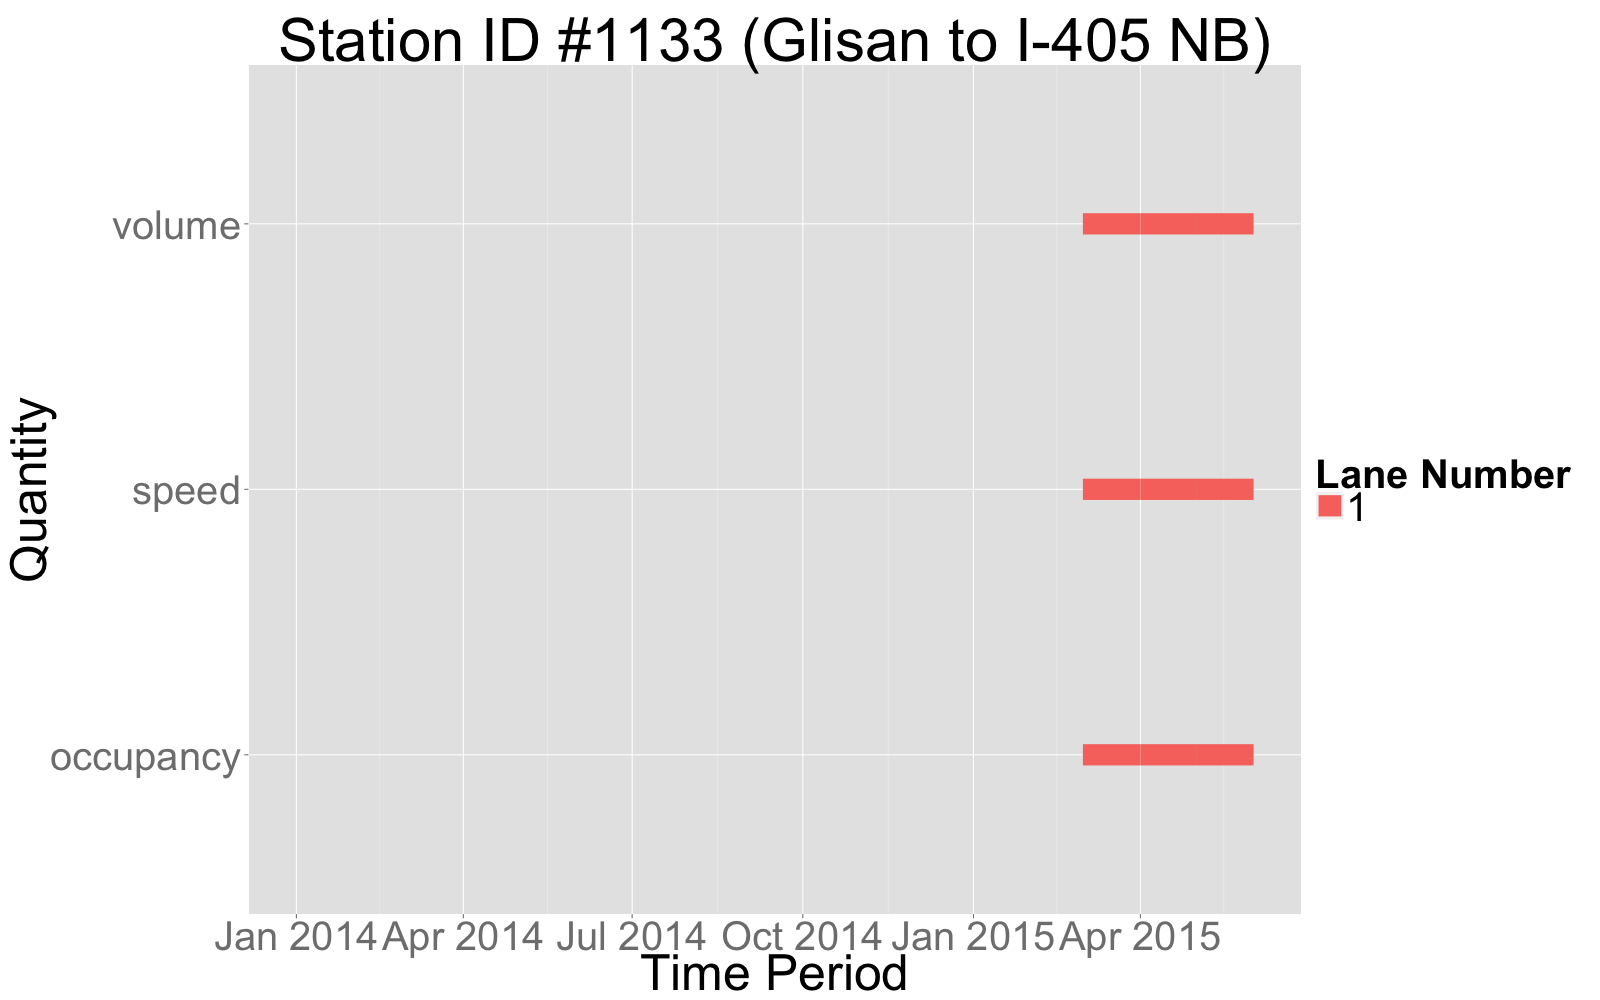 Station ID #1133 (Glisan to I-405 NB)
volume
speed
occupancy
Quantity
Lane Number
1
Jan 2014 Apr 2014 Jul 2014 Oct 2014 Jan 2015 Apr 2015
Time Period